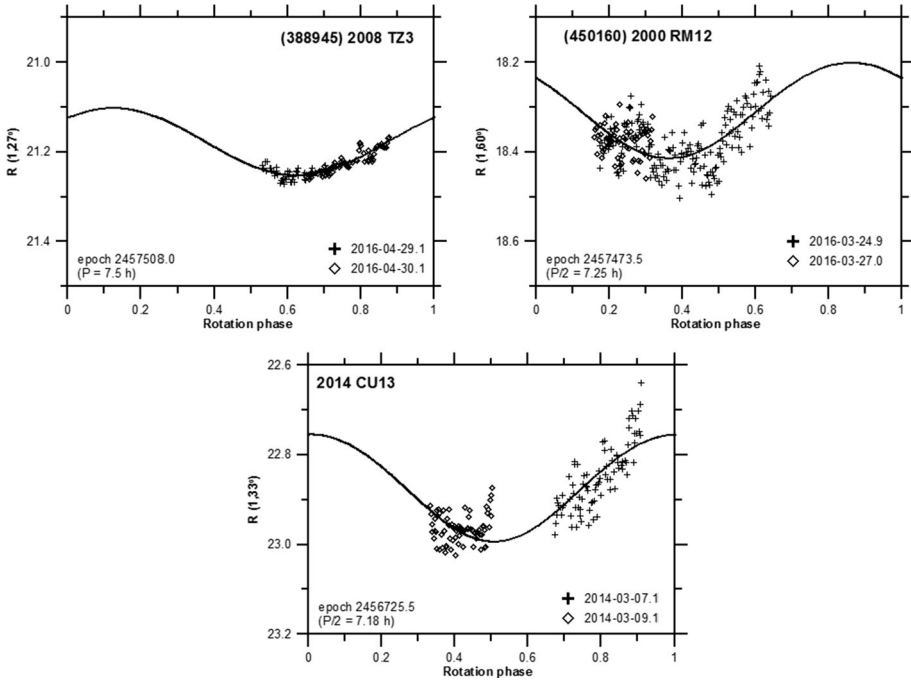 (388945) 2008 TZ3
21.0
21.2
21.4
R (1,27º)
epoch 2457508.0
(P = 7.5 h)
2016-04-29.1
2016-04-30.1
0 0.2 0.4 0.6 0.8 1
Rotation phase
(450160) 2000 RM12
18.2
18.4
18.6
R (1,60º)
epoch 2457473.5
(P/2 = 7.25 h)
2016-03-24.9
2016-03-27.0
0 0.2 0.4 0.6 0.8 1
Rotation phase
2014 CU13
22.6
22.8
23.0
23.2
R (1,33º)
epoch 2456725.5
(P/2 = 7.18 h)
2014-03-07.1
2014-03-09.1
0 0.2 0.4 0.6 0.8 1
Rotation phase